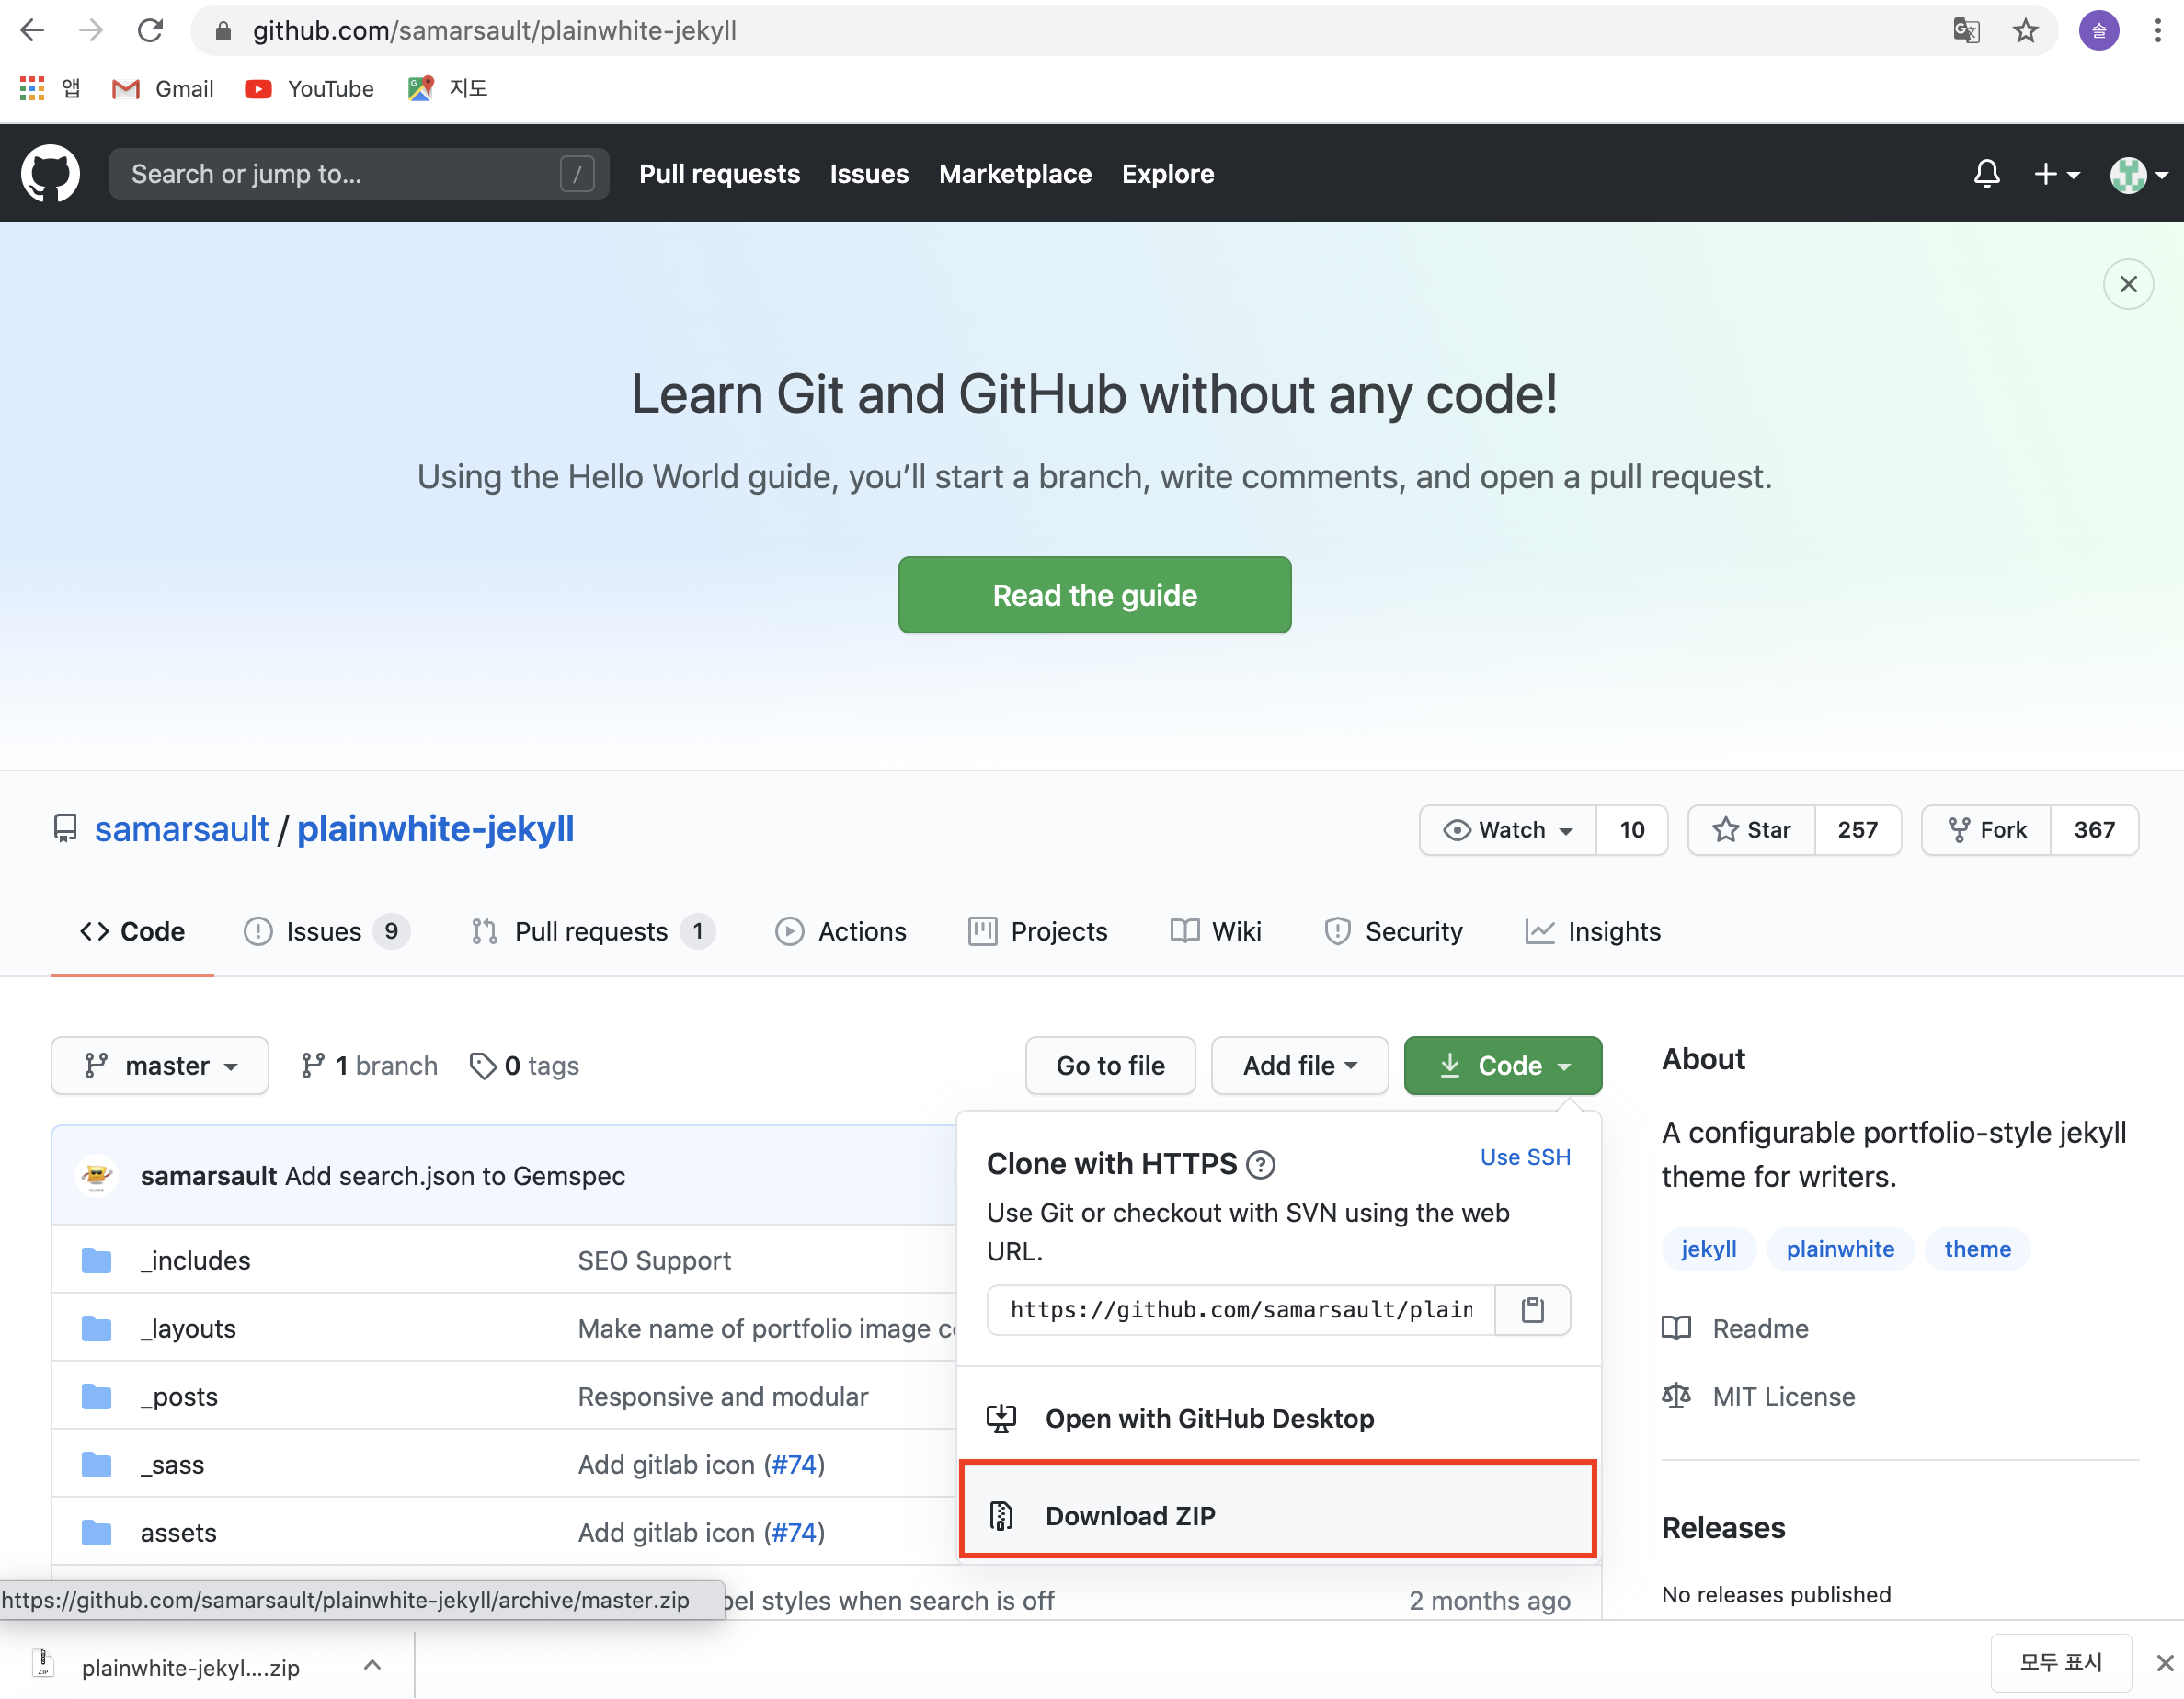 github.com/samarsault/plainwhite-jekyll
솔
앱 Gmail YouTube 지도
Search or jump to... / Pull requests Issues Marketplace Explore
Learn Git and GitHub without any code!
Using the Hello World guide, you’ll start a branch, write comments, and open a pull request.
Read the guide
samarsault / plainwhite-jekyll
Watch 10 Star 257 Fork 367
Code Issues 9 Pull requests 1 Actions Projects Wiki Security Insights
master 1 branch 0 tags Go to file Add file Code
samarsault Add search.json to Gemspec
_includes SEO Support
_layouts Make name of portfolio image
_posts Responsive and modular
_sass Add gitlab icon (#74)
assets Add gitlab icon (#74)
styles when search is off 2 months ago
Clone with HTTPS ? Use SSH
Use Git or checkout with SVN using the web
URL.
https://github.com/samarsault/plain
Open with GitHub Desktop
Download ZIP
About
A configurable portfolio-style jekyll
theme for writers.
jekyll plainwhite theme
Readme
MIT License
Releases
No releases published
https://github.com/samarsault/plainwhite-jekyll/archive/master.zip
ZIP
plainwhite-jekyl....zip
모두 표시